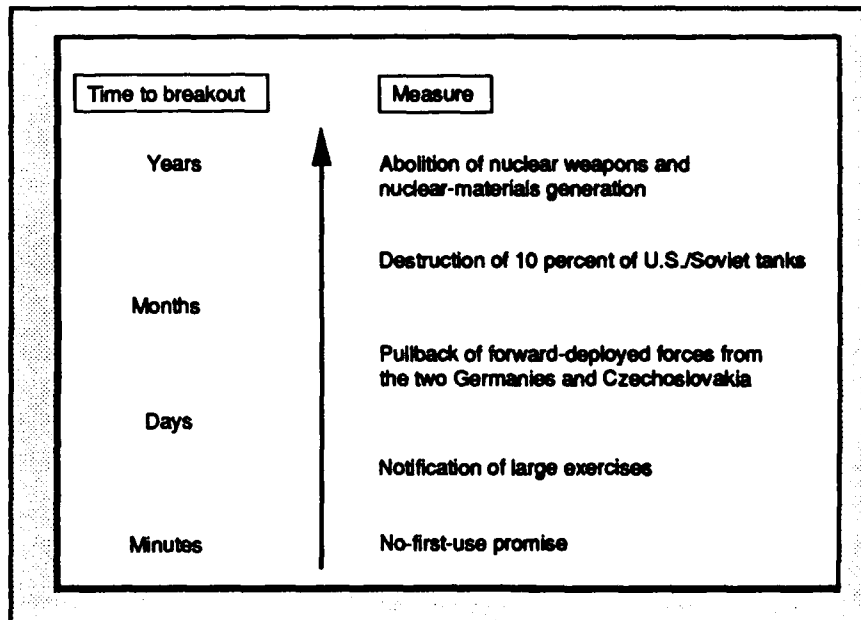 Time to breakout
Measure
Years
Abolition of nuclear weapons and
nuclear-materials generation
Destruction of 10 percent of U.S./Soviet tanks
Months
Pullback of forward-deployed forces from
the two Germanies and Czechoslovakia
Days
Notification of large exercises
Minutes
No-first-use promise